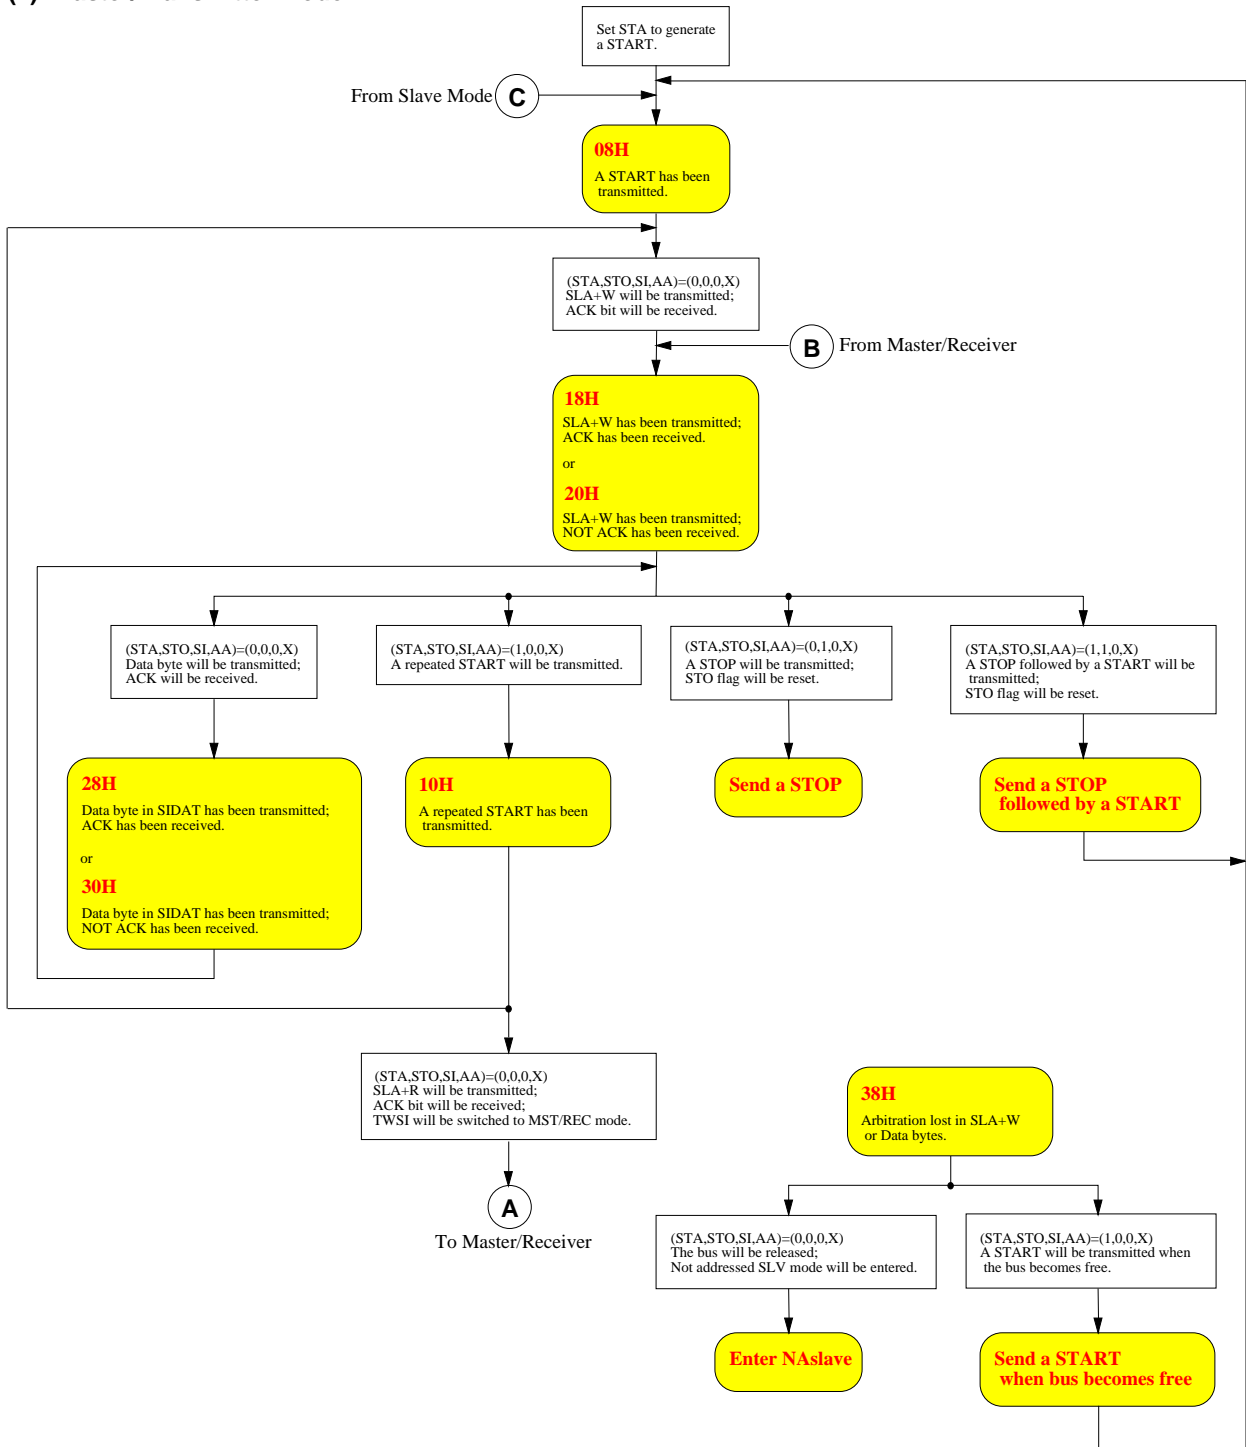 Set STA to generate
a START.
From Slave Mode
C
08H
A START has been
transmitted.
(STA,STO,SI,AA)=(0,0,0,X)
SLA+W will be transmitted;
ACK bit will be received.
B
From Master/Receiver
18H
SLA+W has been transmitted;
ACK has been received.
or
20H
SLA+W has been transmitted;
NOT ACK has been received.
(STA,STO,SI,AA)=(0,0,0,X)
Data byte will be transmitted;
ACK will be received.
(STA,STO,SI,AA)=(1,0,0,X)
A repeated START will be transmitted.
(STA,STO,SI,AA)=(0,1,0,X)
A STOP will be transmitted;
STO flag will be reset.
(STA,STO,SI,AA)=(1,1,0,X)
A STOP followed by a START will be
transmitted;
STO flag will be reset.
28H
Data byte in SIDAT has been transmitted;
ACK has been received.
or
30H
Data byte in SIDAT has been transmitted;
NOT ACK has been received.
10H
A repeated START has been
transmitted.
Send a STOP
Send a STOP
followed by a START
(STA,STO,SI,AA)=(0,0,0,X)
SLA+R will be transmitted;
ACK bit will be received;
TWSI will be switched to MST/REC mode.
A
To Master/Receiver
38H
Arbitration lost in SLA+W
or Data bytes.
(STA,STO,SI,AA)=(0,0,0,X)
The bus will be released;
Not addressed SLV mode will be entered.
(STA,STO,SI,AA)=(1,0,0,X)
A START will be transmitted when
the bus becomes free.
Enter NAslave
Send a START
when bus becomes free